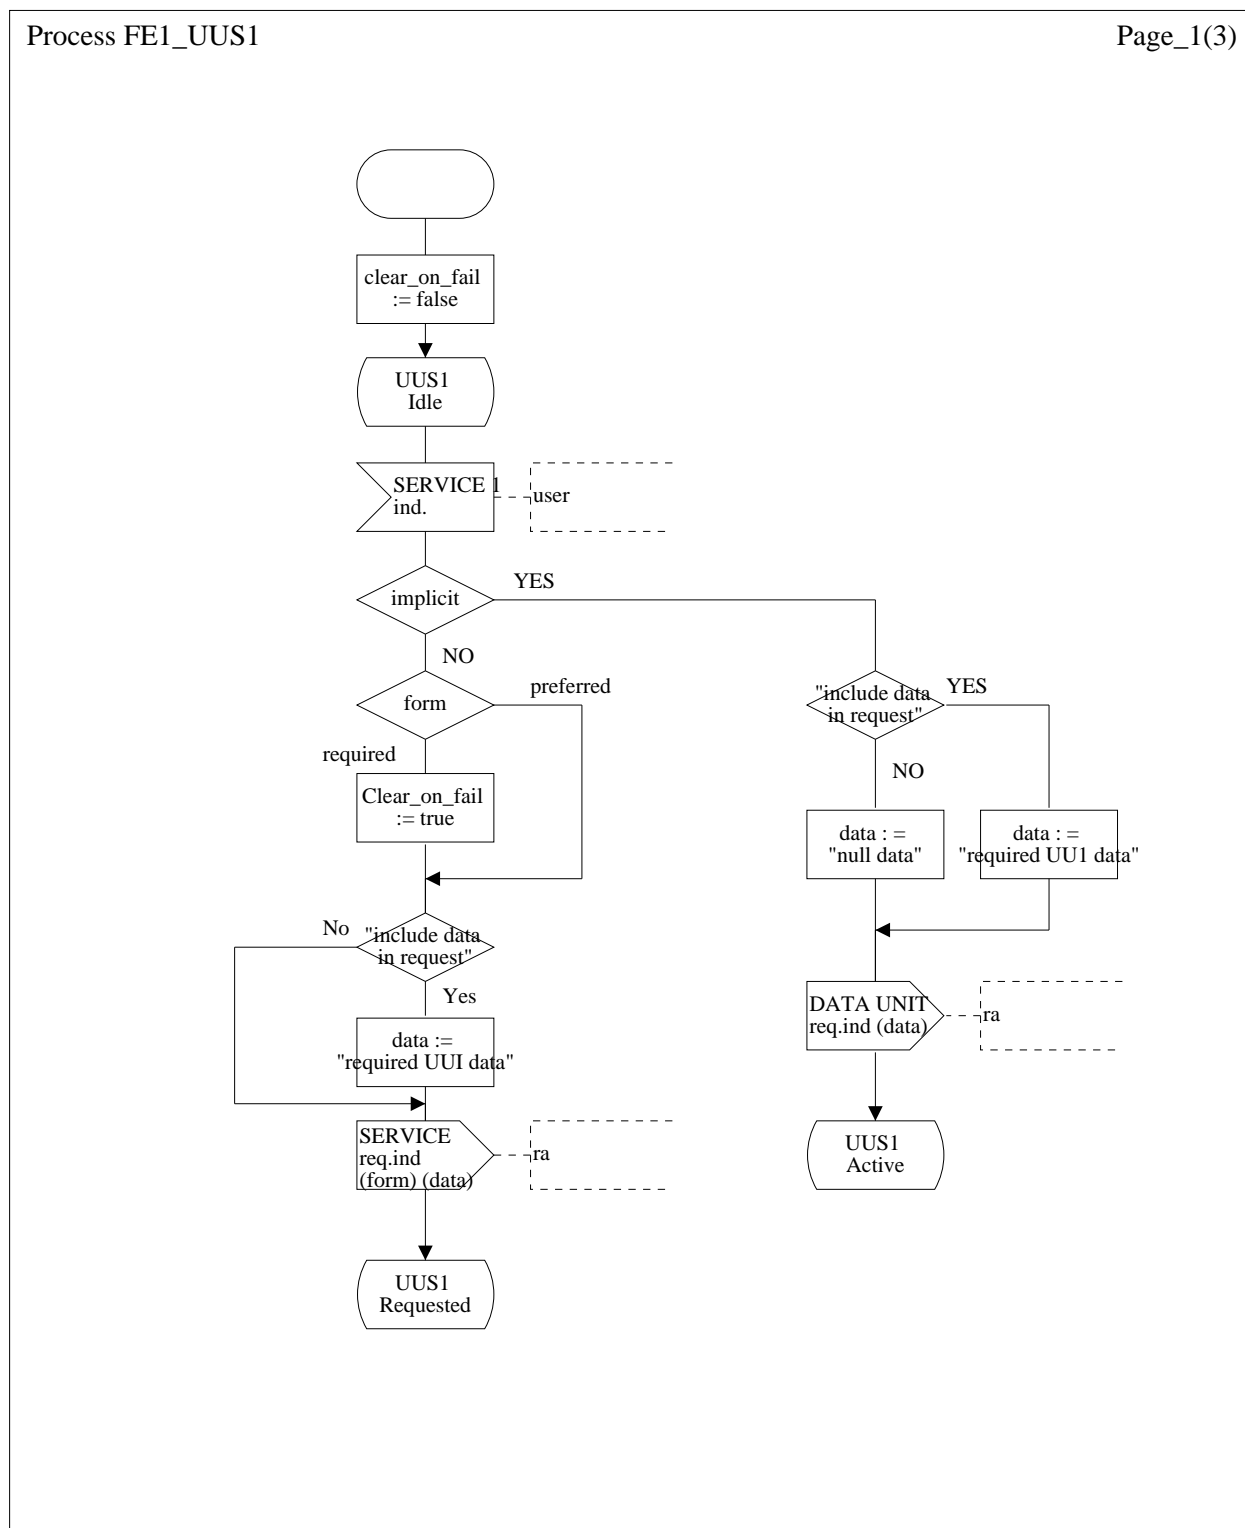 Process FE1_UUS1
Page_1(3)
clear_on_fail
:= false
UUS1
Idle
SERVICE 1
ind.
user
implicit
YES
NO
form
preferred
required
Clear_on_fail
:= true
"include data
in request"
YES
NO
data : =
"null data"
data : =
"required UU1 data"
No
"include data
in request"
Yes
data :=
"required UUI data"
DATA UNIT
req.ind (data)
ra
SERVICE
req.ind
(form) (data)
ra
UUS1
Active
UUS1
Requested